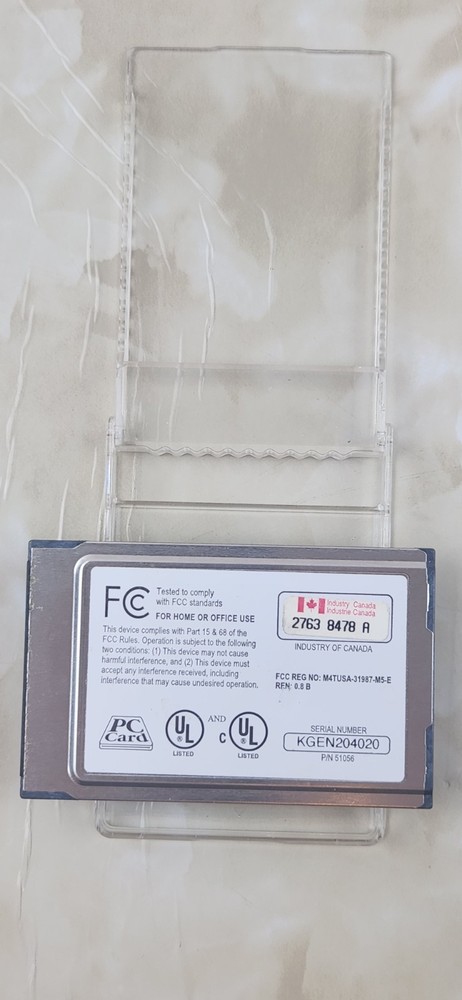 FC
Tested to comply
with FCC standards
FOR HOME OR OFFICE USE
This device complies with Part 15 & 68 of the
FCC Rules. Operation is subject to the following
two conditions: (1) This device may not cause
harmful interference, and (2) This device must
accept any interference received, including
interference that may cause undesired operation.
Industry Canada
Industrie Canada
2763 8478 A
INDUSTRY OF CANADA
FCC REG NO: M4TUSA-31987-M5-E
REN: 0.8 B
PC
Card
UL
®
LISTED
AND
C
UL
®
LISTED
SERIAL NUMBER
KGEN204020
P/N 51056